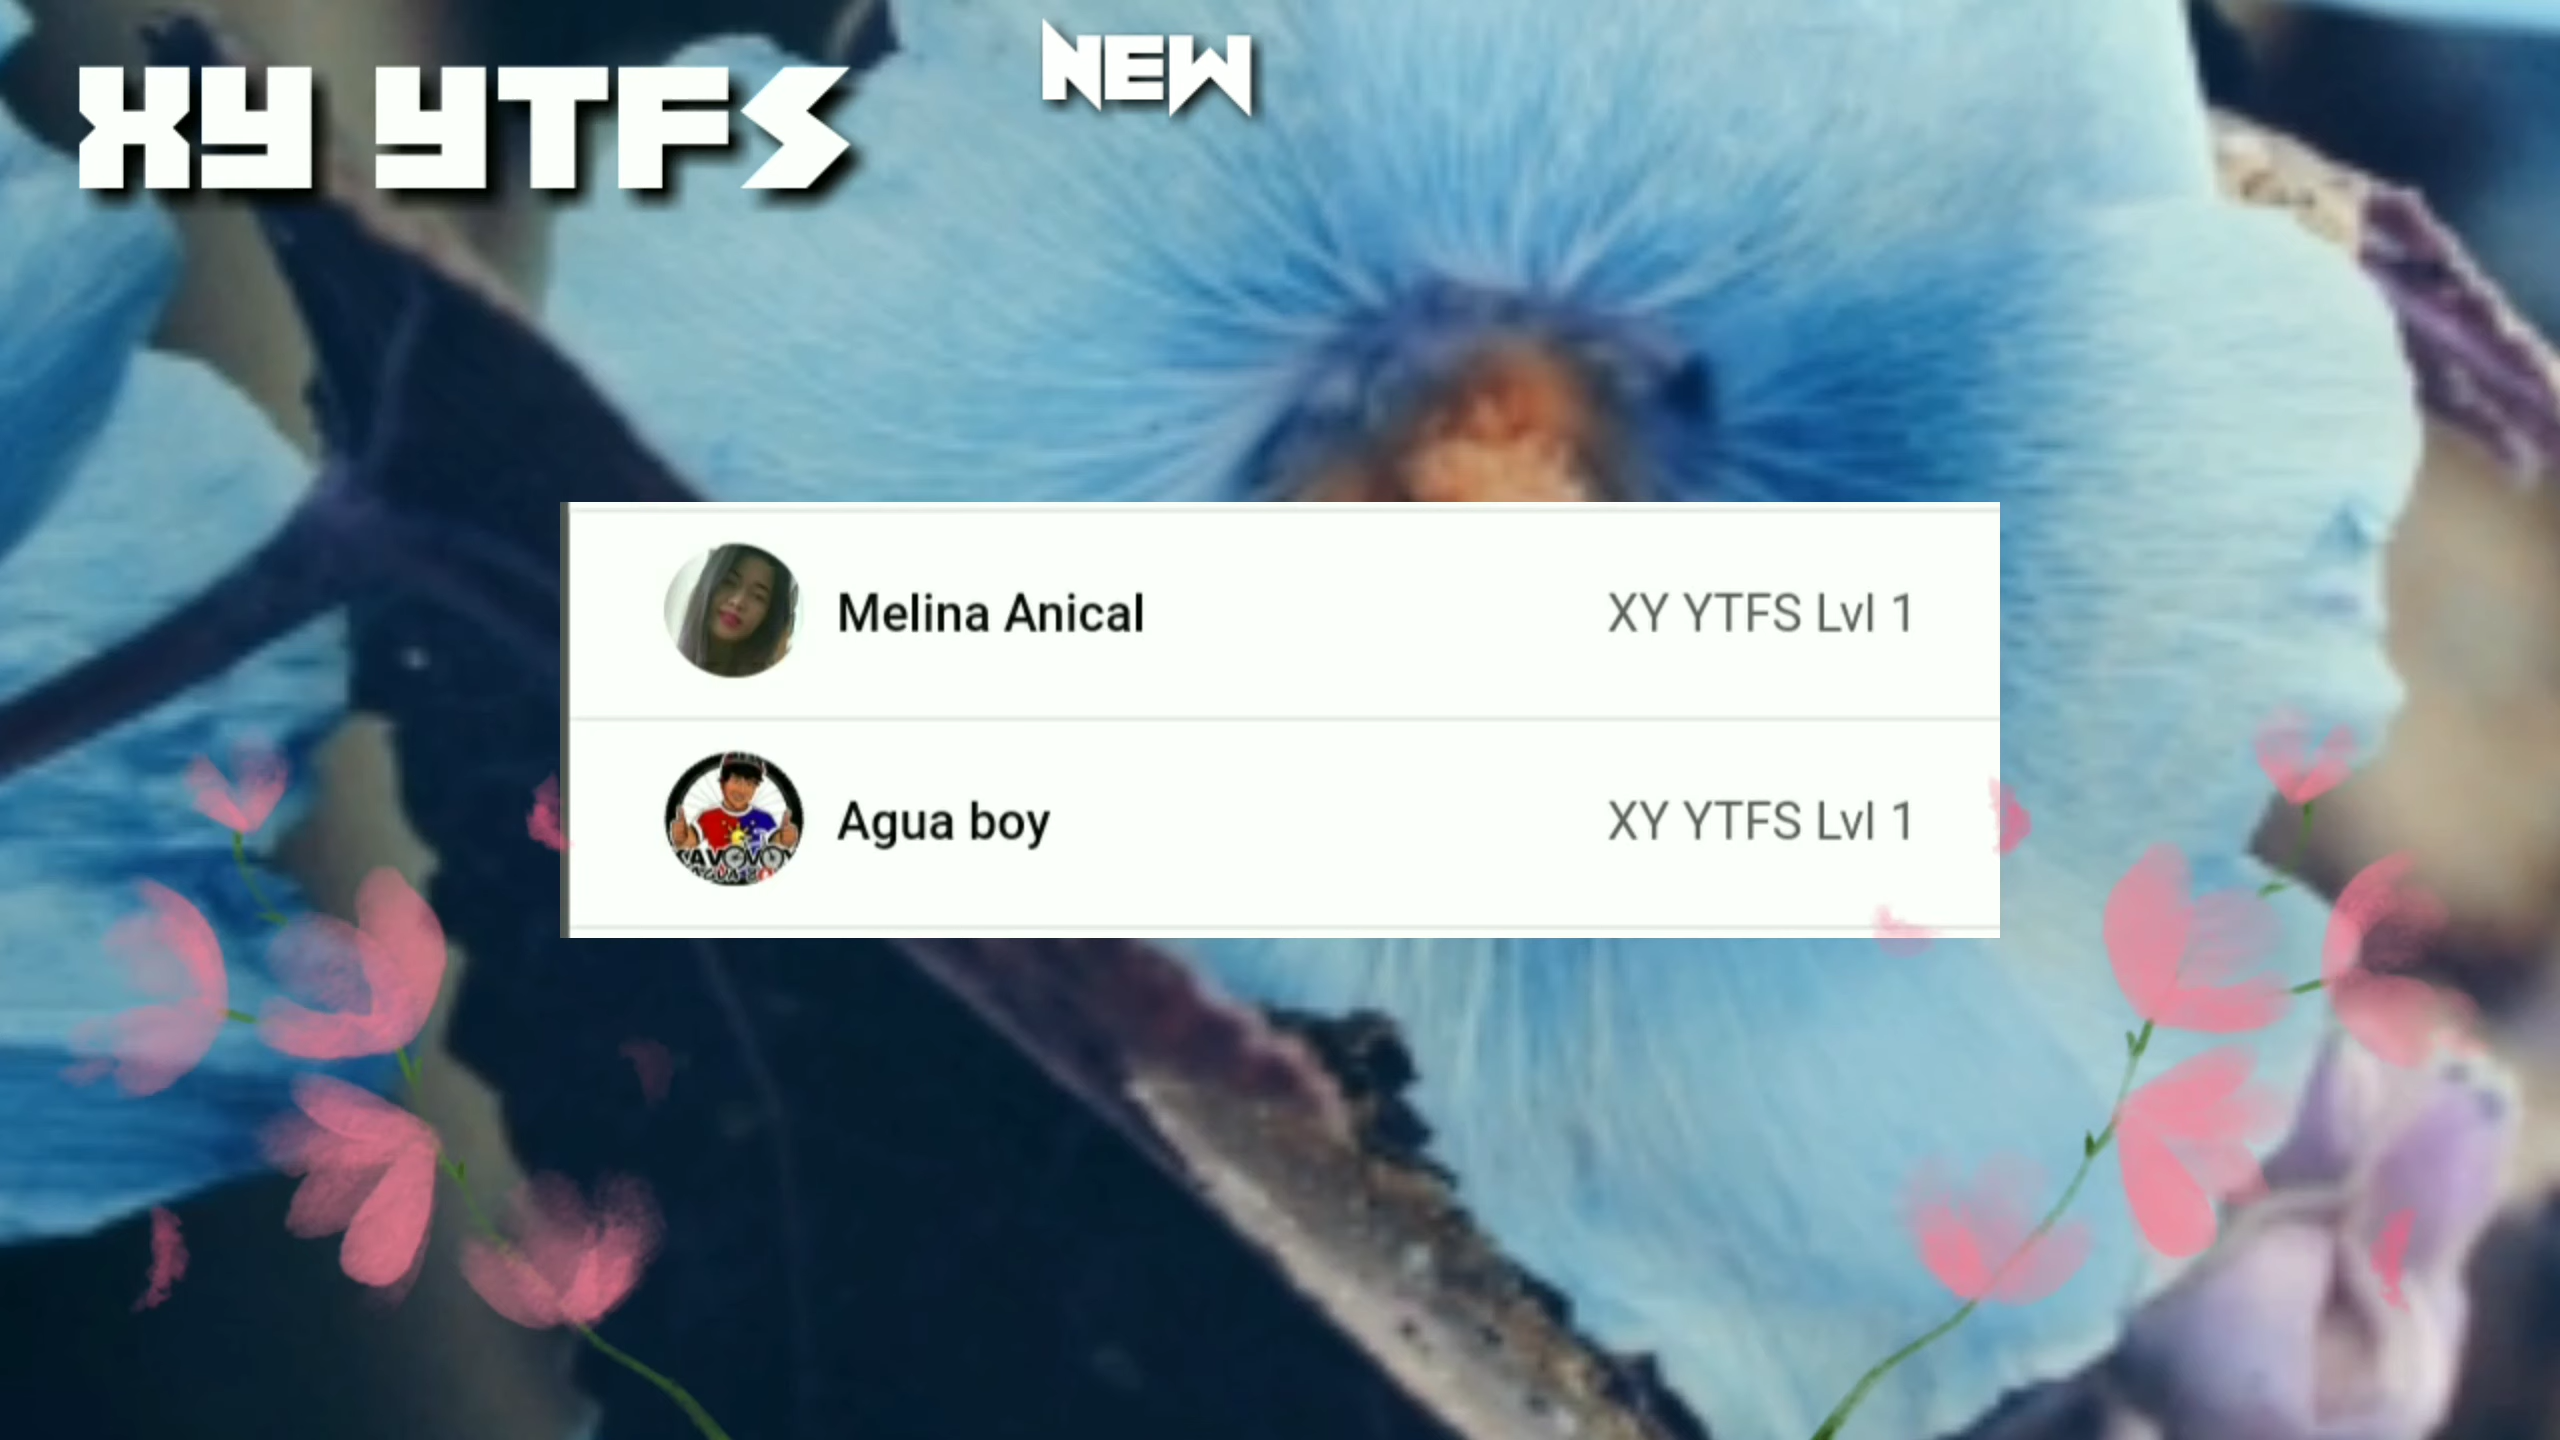 XY YTFS
NEW
Melina Anical
XY YTFS Lvl 1
Agua boy
XY YTFS Lvl 1